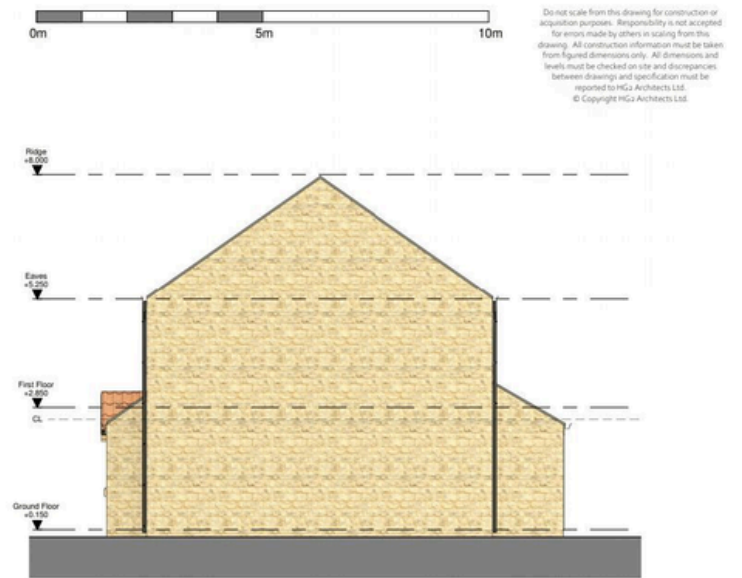 0m
5m
10m
Do not scale from this drawing for construction or
acquisition purposes. Responsibility is not accepted
for errors made by others in scaling from this
drawing. All construction information must be taken
from figured dimensions only. All dimensions and
levels must be checked on site and discrepancies
between drawings and specification must be
reported to HG2 Architects Ltd.
© Copyright HG2 Architects Ltd.
Ridge
+8.000
Eaves
+5.250
First Floor
+2.850
CL
Ground Floor
+0.150